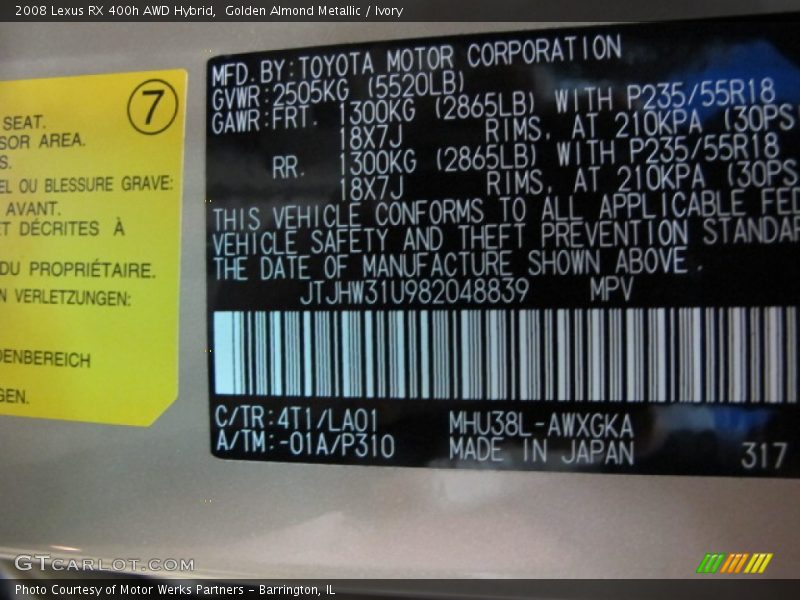 2008 Lexus RX 400h AWD Hybrid,  Golden Almond Metallic / Ivory
7
SEAT.
SOR AREA.
S.
EL OU BLESSURE GRAVE:
AVANT.
ET DÉCRITES À
DU PROPRIÉTAIRE.
N VERLETZUNGEN:
DENBEREICH
GEN.
MFD.BY:TOYOTA MOTOR CORPORATION
GVWR:2505KG (5520LB)
GAWR:FRT. 1300KG (2865LB) WITH P235/55R18
18X7J RIMS, AT 210KPA (30PS
RR. 1300KG (2865LB) WITH P235/55R18
18X7J RIMS, AT 210KPA (30PS
THIS VEHICLE CONFORMS TO ALL APPLICABLE FED
VEHICLE SAFETY AND THEFT PREVENTION STANDAR
THE DATE OF MANUFACTURE SHOWN ABOVE.
JTJHW31U982048839 MPV
C/TR:4T1/LA01 MHU38L-AWXGKA
A/TM:-01A/P310 MADE IN JAPAN 317
GTCARLOT.COM
Photo Courtesy of Motor Werks Partners - Barrington, IL